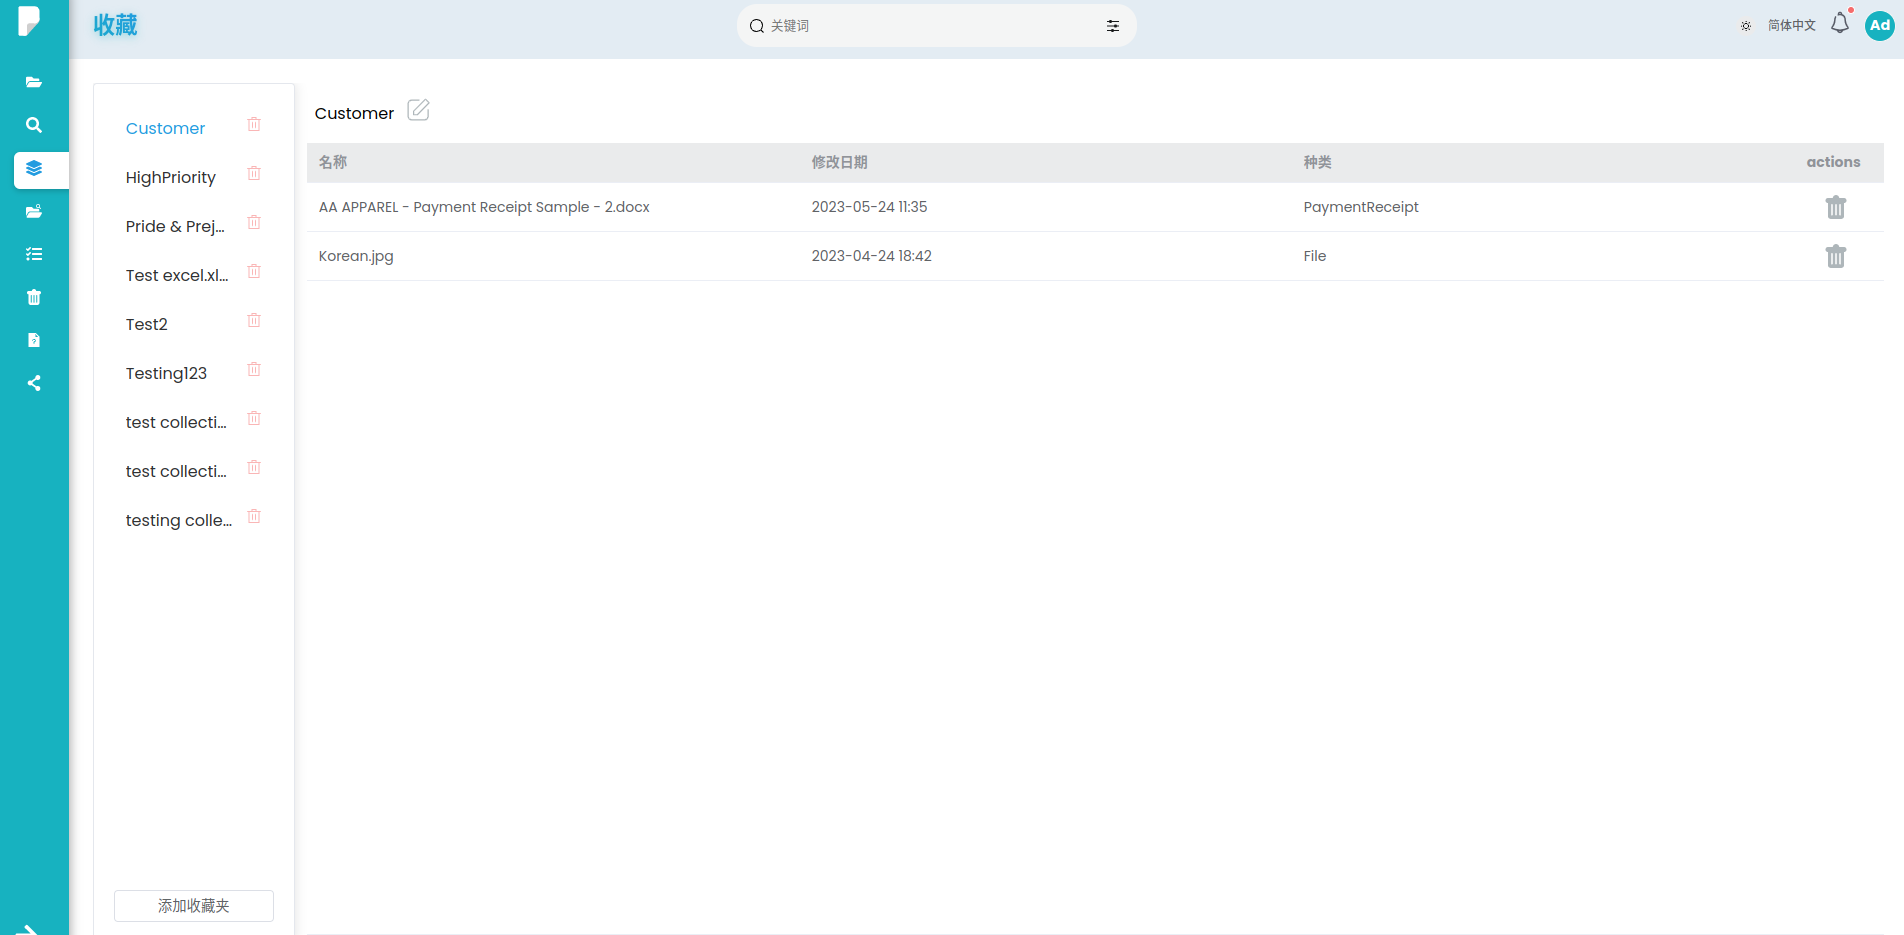 收藏
关键词
简体中文
Ad
Customer
HighPriority
Pride & Prej...
Test excel.xl...
Test2
Testing123
test collecti...
test collecti...
testing colle...
添加收藏夹
Customer
名称 修改日期 种类 actions
AA APPAREL - Payment Receipt Sample - 2.docx 2023-05-24 11:35 PaymentReceipt
Korean.jpg 2023-04-24 18:42 File